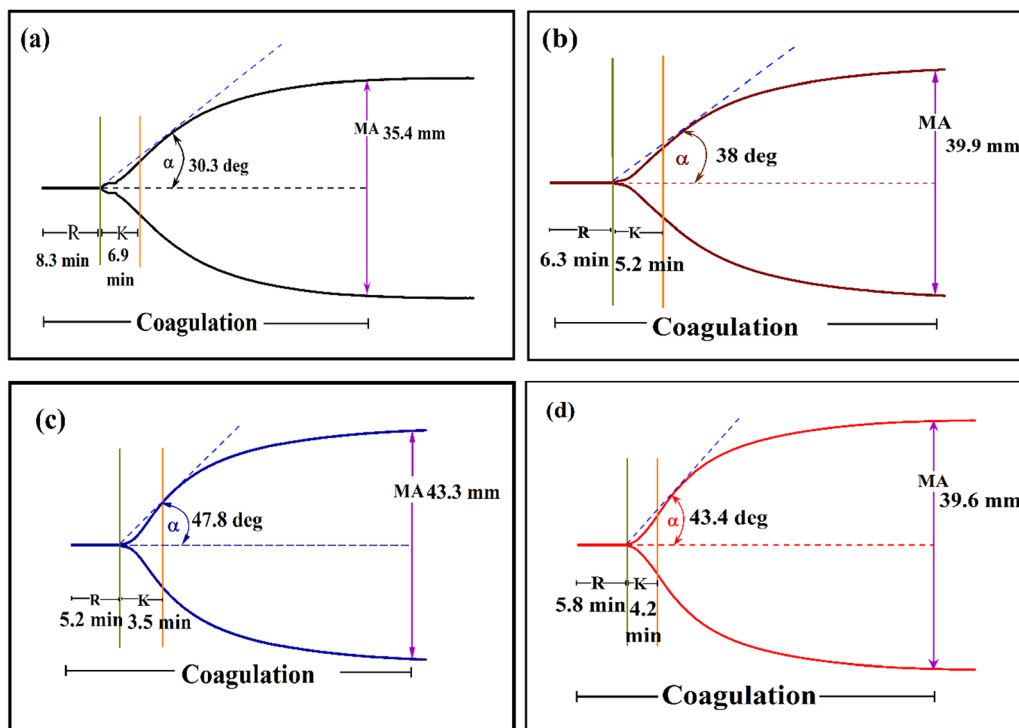 (a)
MA 35.4 mm
α 30.3 deg
R K
8.3 min 6.9
min
Coagulation
(b)
MA
39.9 mm
α 38 deg
R K
6.3 min 5.2 min
Coagulation
(c)
MA 43.3 mm
47.8 deg
α
R K
5.2 min 3.5 min
Coagulation
(d)
MA
39.6 mm
α 43.4 deg
R K
5.8 min 4.2
min
Coagulation